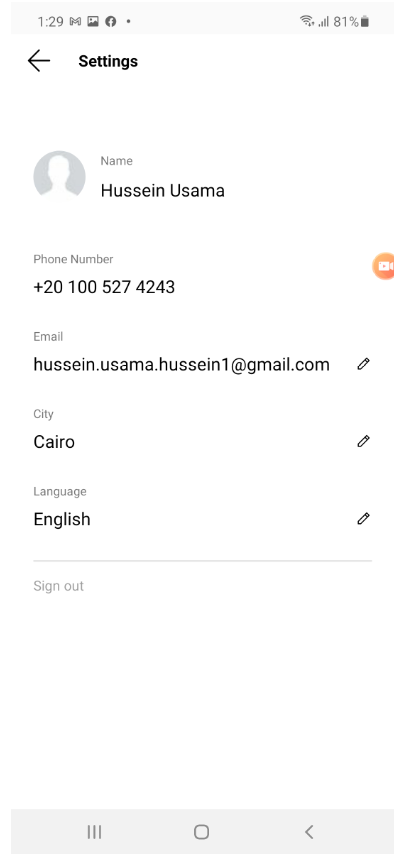 1:29
81%
Settings
Name
Hussein Usama
Phone Number
+20 100 527 4243
Email
hussein.usama.hussein1@gmail.com
City
Cairo
Language
English
Sign out